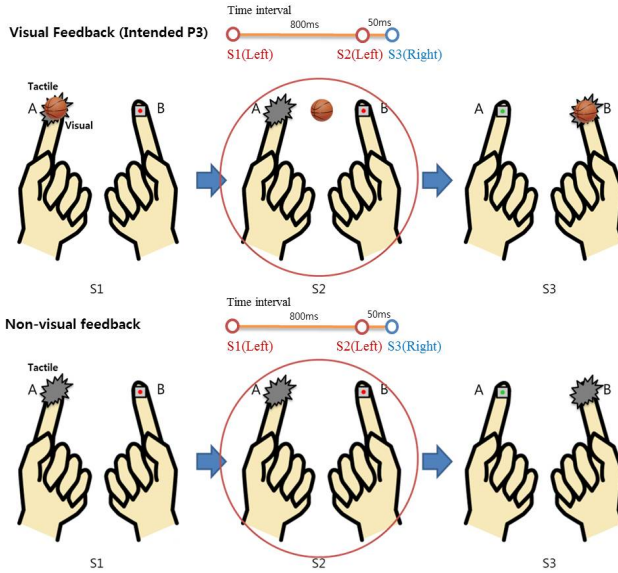 Time interval
800ms
50ms
Visual Feedback (Intended P3)
S1(Left)
S2(Left)
S3(Right)
Tactile
A
Visual
B
A
B
A
B
S1
S2
S3
Time interval
800ms
50ms
Non-visual feedback
S1(Left)
S2(Left)
S3(Right)
Tactile
A
B
A
B
A
B
S1
S2
S3